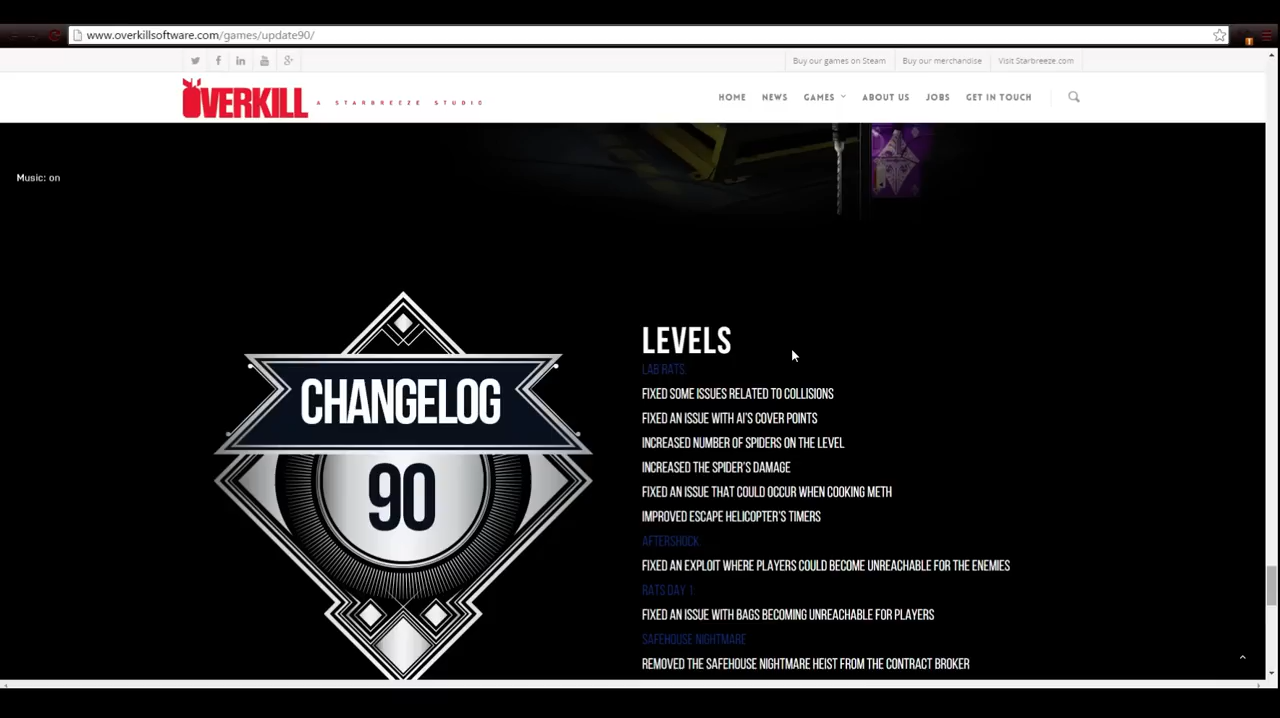 www.overkillsoftware.com/games/update90/
Buy our games on Steam
Buy our merchandise
Visit Starbreeze.com
OVERKILL A STARBREEZE STUDIO
HOME NEWS GAMES ABOUT US JOBS GET IN TOUCH
Music: on
CHANGELOG
90
LEVELS
LAB RATS:
FIXED SOME ISSUES RELATED TO COLLISIONS
FIXED AN ISSUE WITH AI'S COVER POINTS
INCREASED NUMBER OF SPIDERS ON THE LEVEL
INCREASED THE SPIDER'S DAMAGE
FIXED AN ISSUE THAT COULD OCCUR WHEN COOKING METH
IMPROVED ESCAPE HELICOPTER'S TIMERS
AFTERSHOCK:
FIXED AN EXPLOIT WHERE PLAYERS COULD BECOME UNREACHABLE FOR THE ENEMIES
RATS DAY 1:
FIXED AN ISSUE WITH BAGS BECOMING UNREACHABLE FOR PLAYERS
SAFEHOUSE NIGHTMARE
REMOVED THE SAFEHOUSE NIGHTMARE HEIST FROM THE CONTRACT BROKER